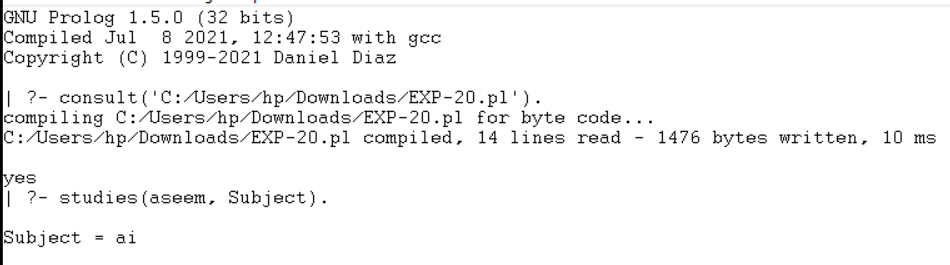 GNU Prolog 1.5.0 (32 bits)
Compiled Jul  8 2021, 12:47:53 with gcc
Copyright (C) 1999-2021 Daniel Diaz
| ?- consult('C:/Users/hp/Downloads/EXP-20.pl').
compiling C:/Users/hp/Downloads/EXP-20.pl for byte code...
C:/Users/hp/Downloads/EXP-20.pl compiled, 14 lines read - 1476 bytes written, 10 ms
yes
| ?- studies(aseem, Subject).
Subject = ai